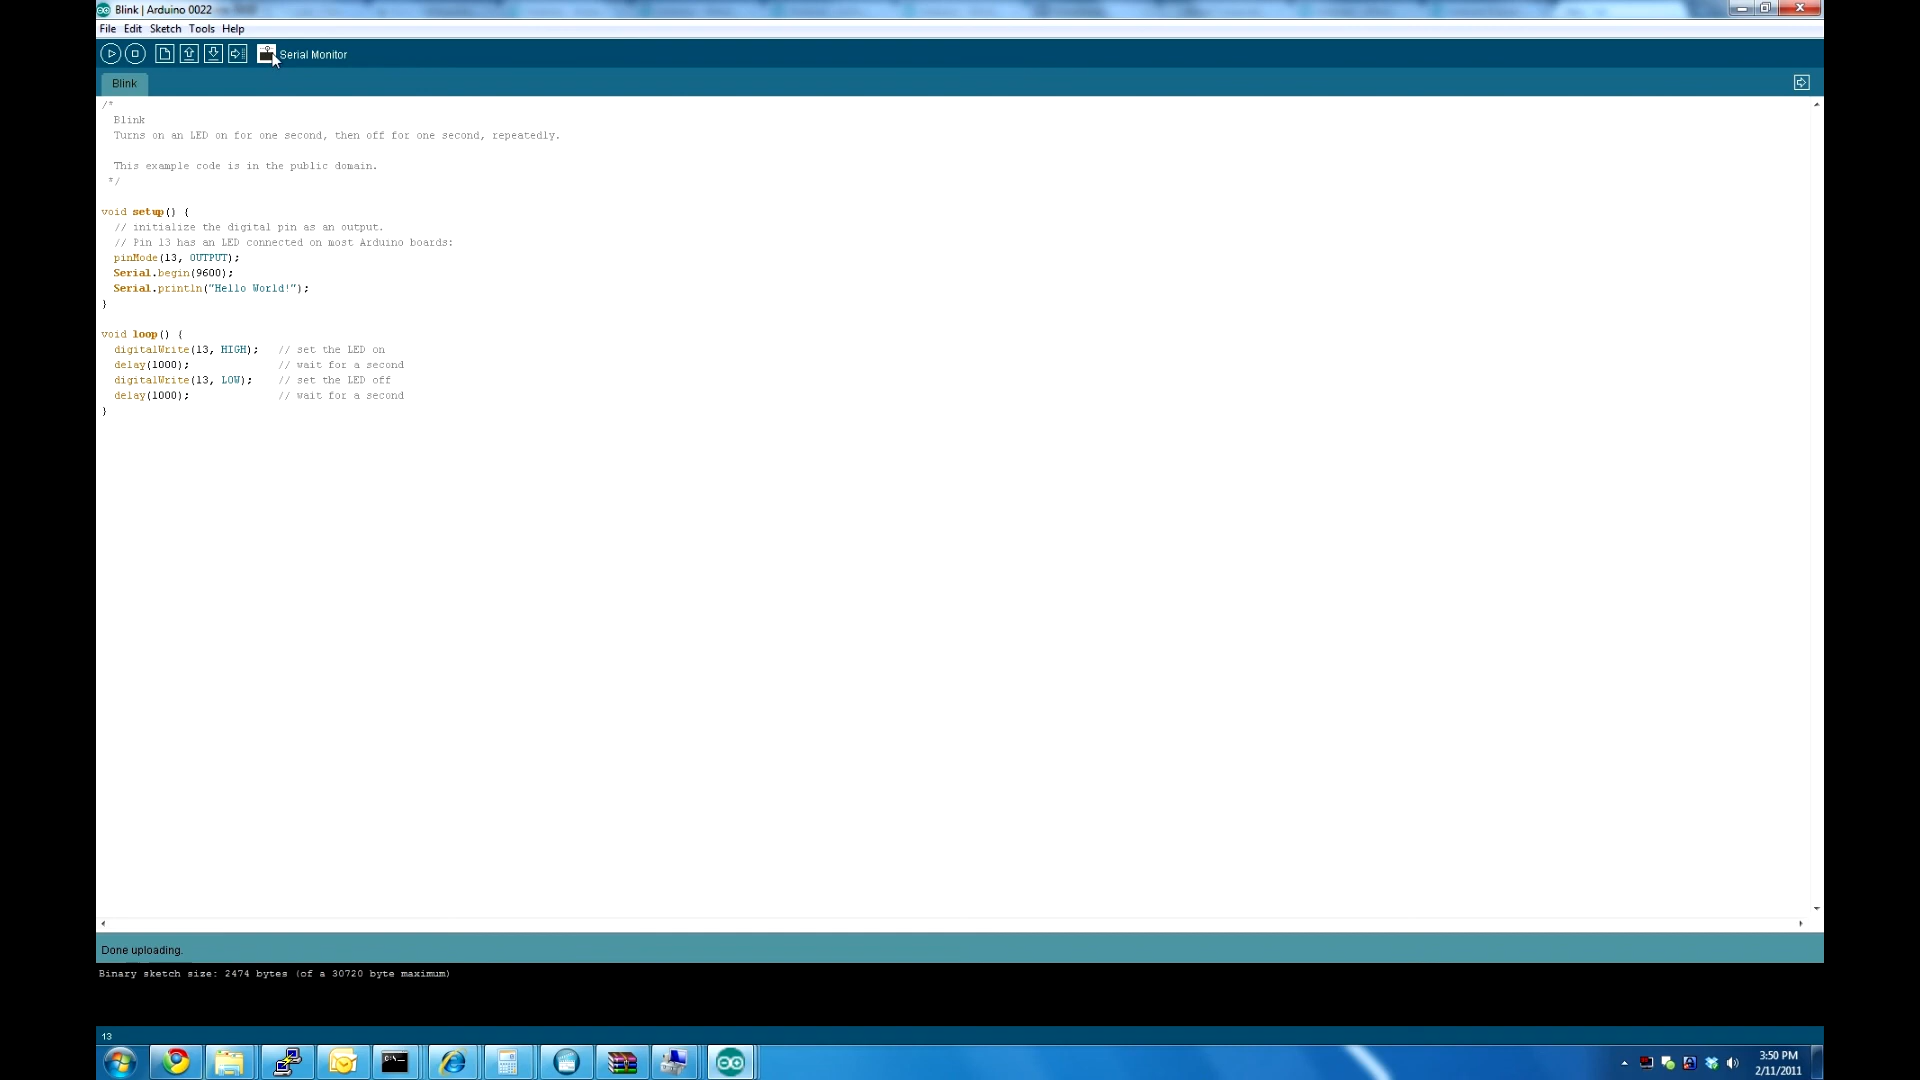 Blink | Arduino 0022
File Edit Sketch Tools Help
Serial Monitor
Blink
/*
Blink
Turns on an LED on for one second, then off for one second, repeatedly.
This example code is in the public domain.
*/
void setup() {
// initialize the digital pin as an output.
// Pin 13 has an LED connected on most Arduino boards:
pinMode(13, OUTPUT);
Serial.begin(9600);
Serial.println("Hello World!");
}
void loop() {
digitalWrite(13, HIGH);   // set the LED on
delay(1000);              // wait for a second
digitalWrite(13, LOW);    // set the LED off
delay(1000);              // wait for a second
}
Done uploading.
Binary sketch size: 2474 bytes (of a 30720 byte maximum)
13
C:\_
3:50 PM
2/11/2011